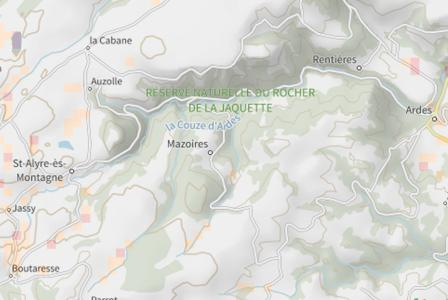 la Cabane
Rentières
Auzolle
RÉSERVE NATURELLE DU ROCHER
DE LA JAQUETTE
Ardes
la Couze d'Ardes
Mazoires
St-Alyre-ès-
Montagne
Jassy
Boutaresse
Parrot